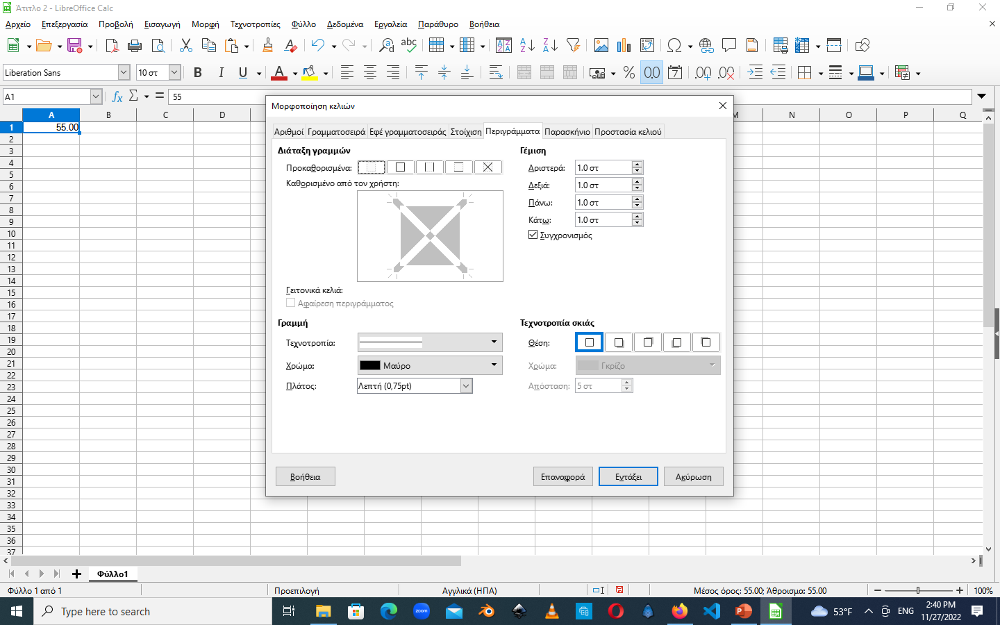 Άτιτλο 2 - LibreOffice Calc
Αρχείο Επεξεργασία Προβολή Εισαγωγή Μορφή Τεχνοτροπίες Φύλλο Δεδομένα Εργαλεία Παράθυρο Βοήθεια
Liberation Sans 10 στ
A1 55
A B C D M N O P Q
1 55.00
2
3
4
5
6
7
8
9
10
11
12
13
14
15
16
17
18
19
20
21
22
23
24
25
26
27
28
29
30
31
32
33
34
35
36
37
Μορφοποίηση κελιών
Αριθμοί Γραμματοσειρά Εφέ γραμματοσειράς Στοίχιση Περιγράμματα Παρασκήνιο Προστασία κελιού
Διάταξη γραμμών
Προκαθορισμένα:
Καθορισμένο από τον χρήστη:
Γειτονικά κελιά:
Αφαίρεση περιγράμματος
Γέμιση
Αριστερά: 1.0 στ
Δεξιά: 1.0 στ
Πάνω: 1.0 στ
Κάτω: 1.0 στ
Συγχρονισμός
Γραμμή
Τεχνοτροπία:
Χρώμα: Μαύρο
Πλάτος: Λεπτή (0,75pt)
Τεχνοτροπία σκιάς
Θέση:
Χρώμα: Γκρίζο
Απόσταση: 5 στ
Βοήθεια Επαναφορά Εντάξει Ακύρωση
Φύλλο1
Φύλλο 1 από 1 Προεπιλογή Αγγλικά (ΗΠΑ) Μέσος όρος: 55.00; Άθροισμα: 55.00 100%
Type here to search 53°F ENG 2:40 PM
11/27/2022